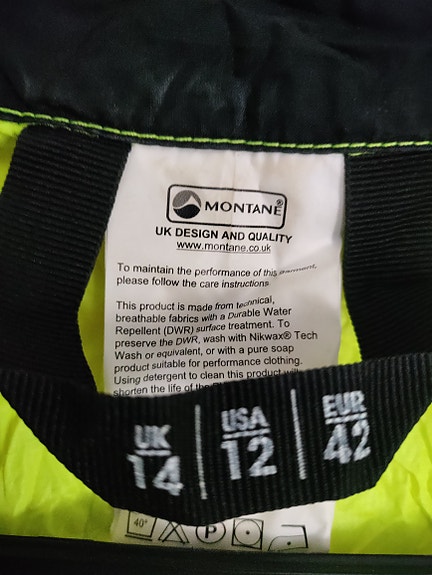 MONTANE®
UK DESIGN AND QUALITY
www.montane.co.uk
To maintain the performance of this garment,
please follow the care instructions
This product is made from technical,
breathable fabrics with a Durable Water
Repellent (DWR) surface treatment. To
preserve the DWR, wash with Nikwax® Tech
Wash or equivalent, or with a pure soap
product suitable for performance clothing.
Using detergent to clean this product will
shorten the life of the
UK USA EUR
14 12 42
40° P